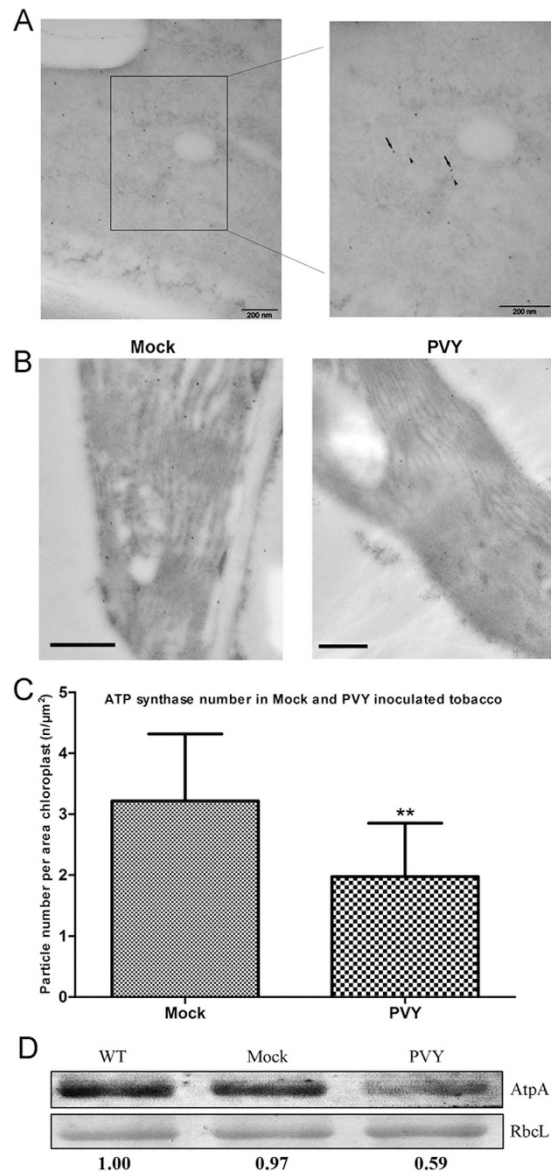 A
200 nm
200 nm
B
Mock
PVY
C
ATP synthase number in Mock and PVY inoculated tobacco
Particle number per area chloroplast (n/µm²)
5
4
3
2
1
0
**
Mock
PVY
D
WT
Mock
PVY
AtpA
RbcL
1.00
0.97
0.59